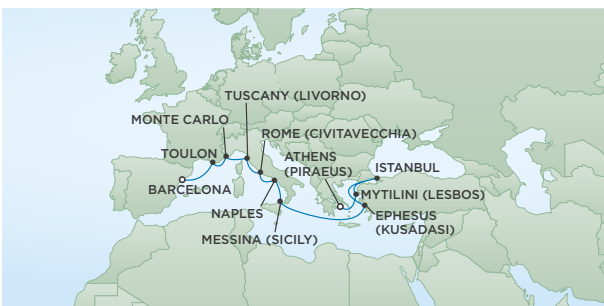 TUSCANY (LIVORNO)
MONTE CARLO
ROME (CIVITAVECCHIA)
TOULON
ATHENS
(PIRAEUS)
ISTANBUL
BARCELONA
MYTILINI (LESBOS)
NAPLES
EPHESUS
(KUSADASI)
MESSINA (SICILY)